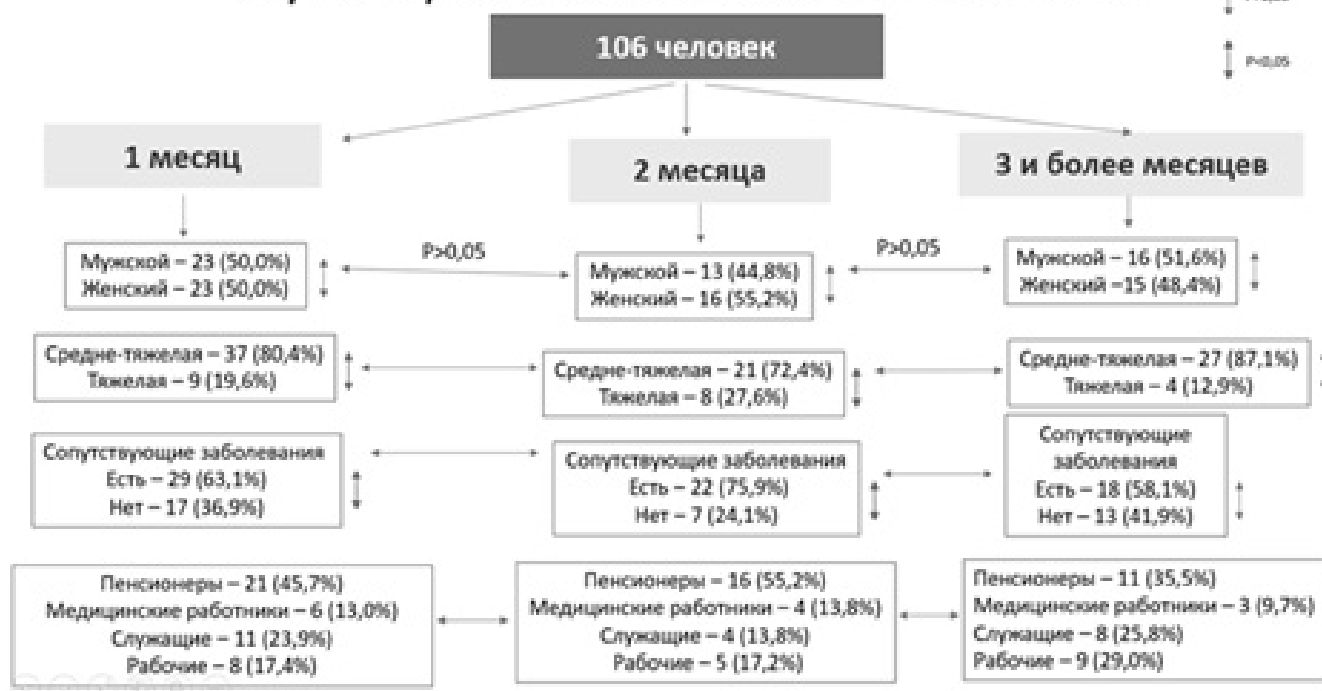 106 человек
P<0,05
1 месяц
2 месяца
3 и более месяцев
Мужской – 23 (50,0%)
Женский – 23 (50,0%)
P>0,05
Мужской – 13 (44,8%)
Женский – 16 (55,2%)
P>0,05
Мужской – 16 (51,6%)
Женский –15 (48,4%)
Средне-тяжелая – 37 (80,4%)
Тяжелая – 9 (19,6%)
Средне-тяжелая – 21 (72,4%)
Тяжелая – 8 (27,6%)
Средне-тяжелая – 27 (87,1%)
Тяжелая – 4 (12,9%)
Сопутствующие заболевания
Есть – 29 (63,1%)
Нет – 17 (36,9%)
Сопутствующие заболевания
Есть – 22 (75,9%)
Нет – 7 (24,1%)
Сопутствующие
заболевания
Есть – 18 (58,1%)
Нет – 13 (41,9%)
Пенсионеры – 21 (45,7%)
Медицинские работники – 6 (13,0%)
Служащие – 11 (23,9%)
Рабочие – 8 (17,4%)
Пенсионеры – 16 (55,2%)
Медицинские работники – 4 (13,8%)
Служащие – 4 (13,8%)
Рабочие – 5 (17,2%)
Пенсионеры – 11 (35,5%)
Медицинские работники – 3 (9,7%)
Служащие – 8 (25,8%)
Рабочие – 9 (29,0%)